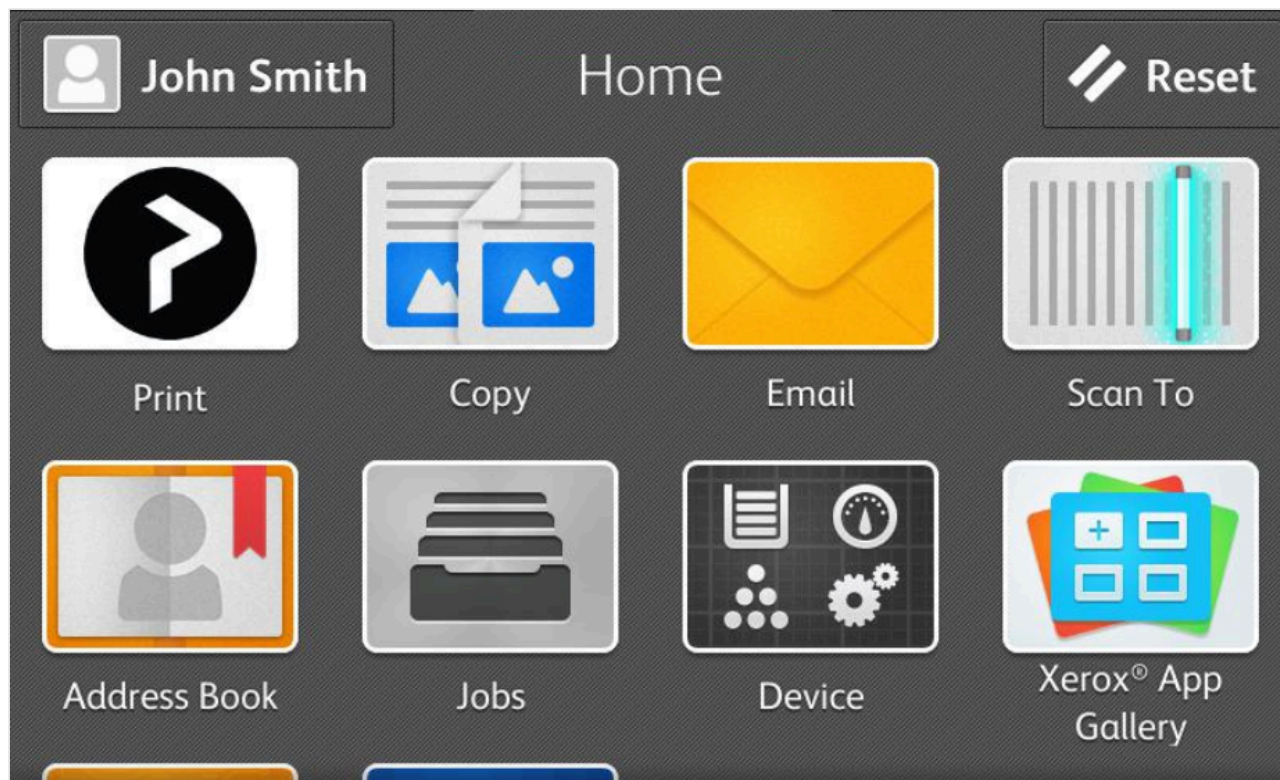 John Smith
Home
Reset
Print
Copy
Email
Scan To
Address Book
Jobs
Device
Xerox® App
Gallery